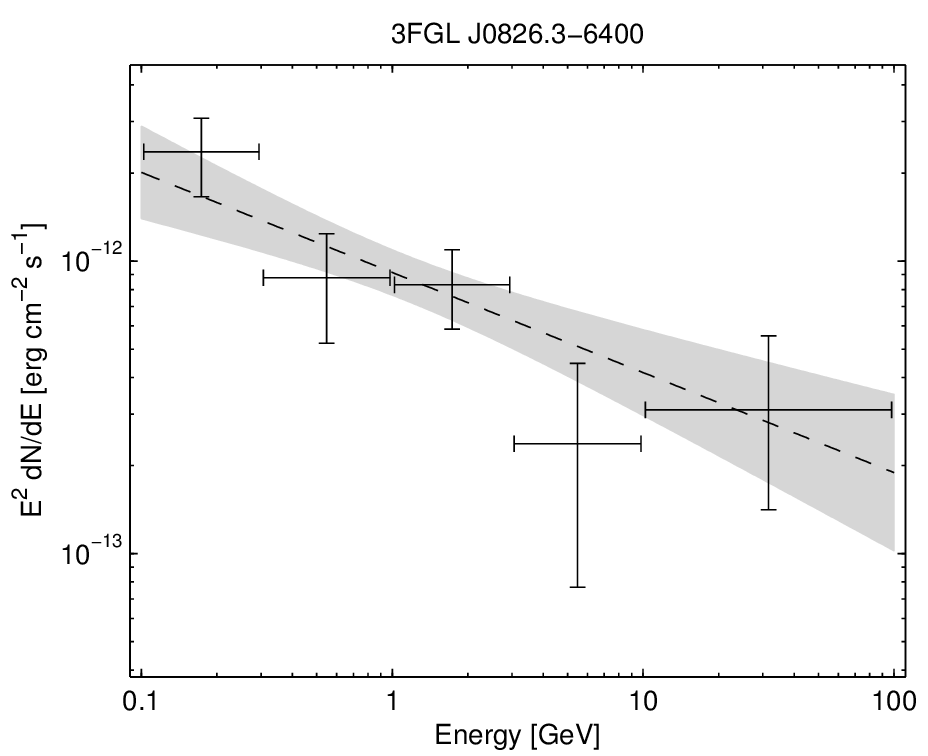 3FGL J0826.3−6400
E² dN/dE [erg cm⁻² s⁻¹]
10⁻¹²
10⁻¹³
0.1 1 10 100
Energy [GeV]